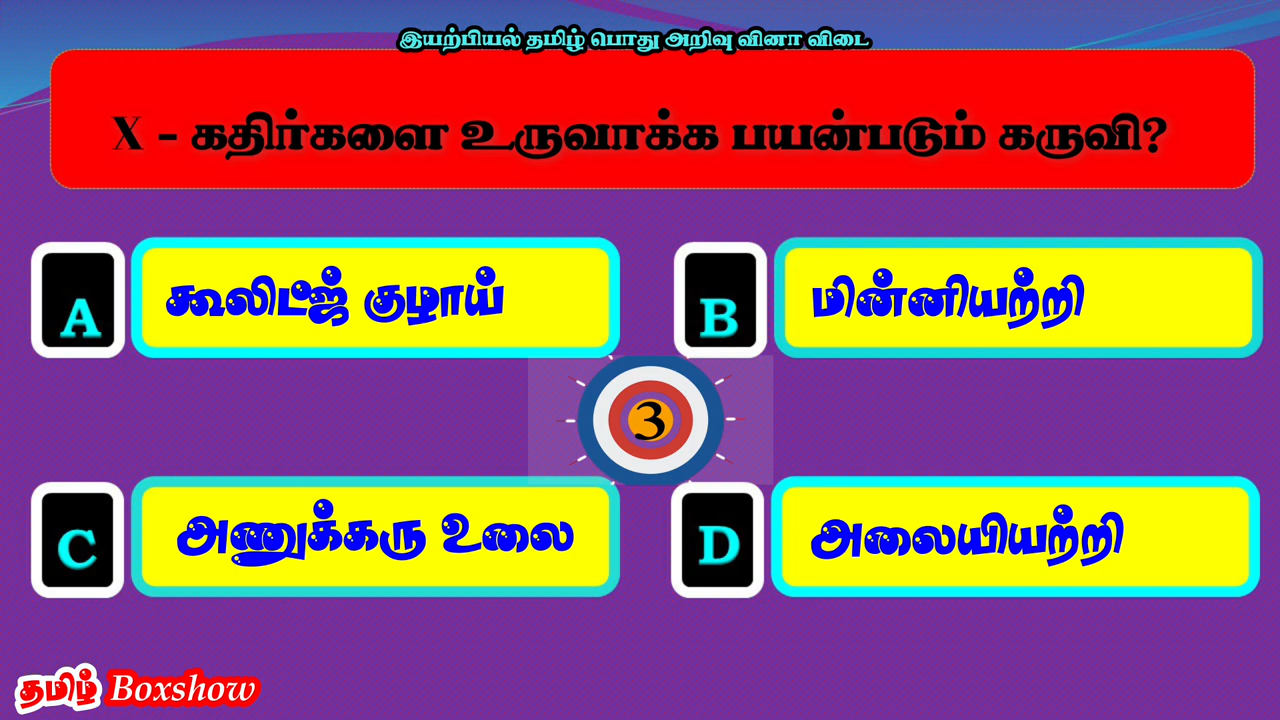 இயற்பியல் தமிழ் பொது அறிவு வினா விடை
X - கதிர்களை உருவாக்க பயன்படும் கருவி?
A
கூலிட்ஜ் குழாய்
B
மின்னியற்றி
3
C
அணுக்கரு உலை
D
அலையியற்றி
தமிழ் Boxshow